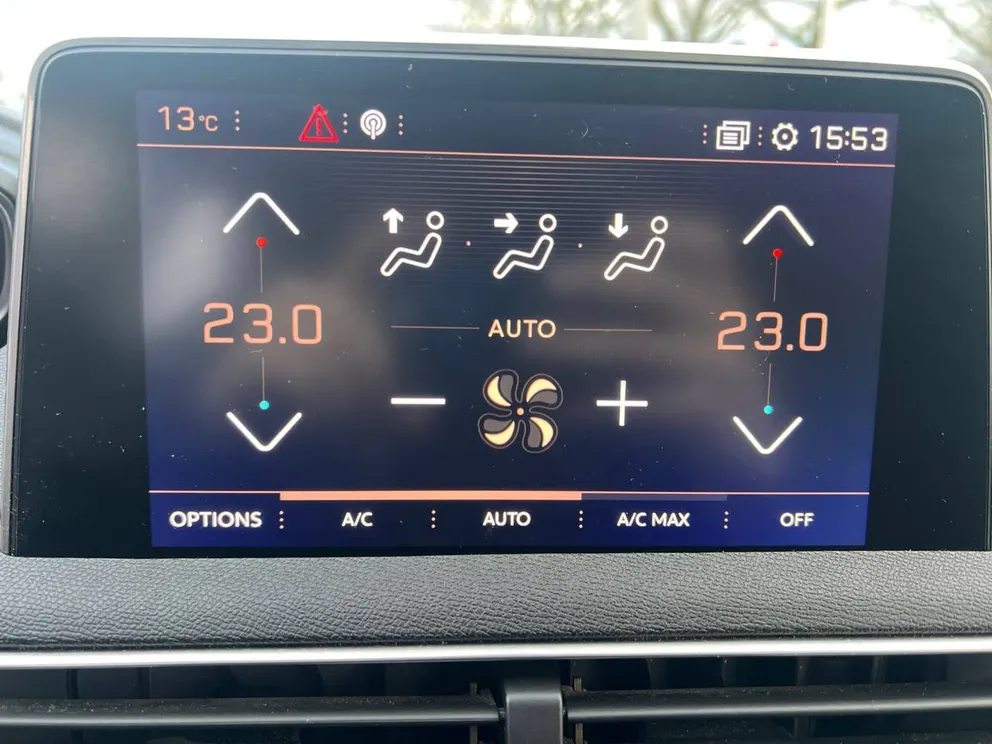 13°C 15:53
23.0 23.0
AUTO
OPTIONS A/C AUTO A/C MAX OFF